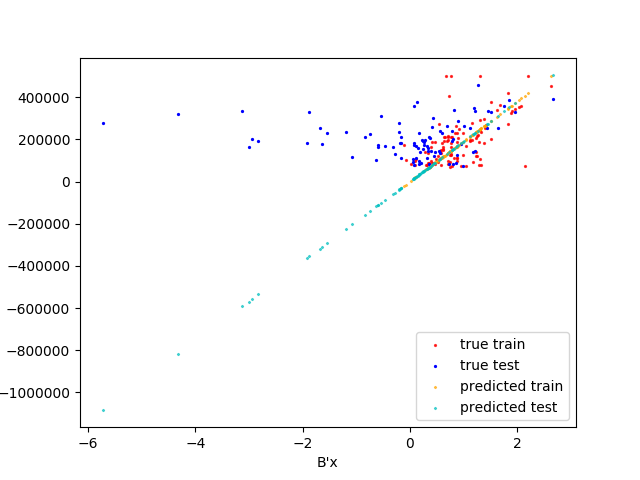 400000
200000
0
−200000
−400000
−600000
−800000
−1000000
−6
−4
−2
0
2
B'x
true train
true test
predicted train
predicted test